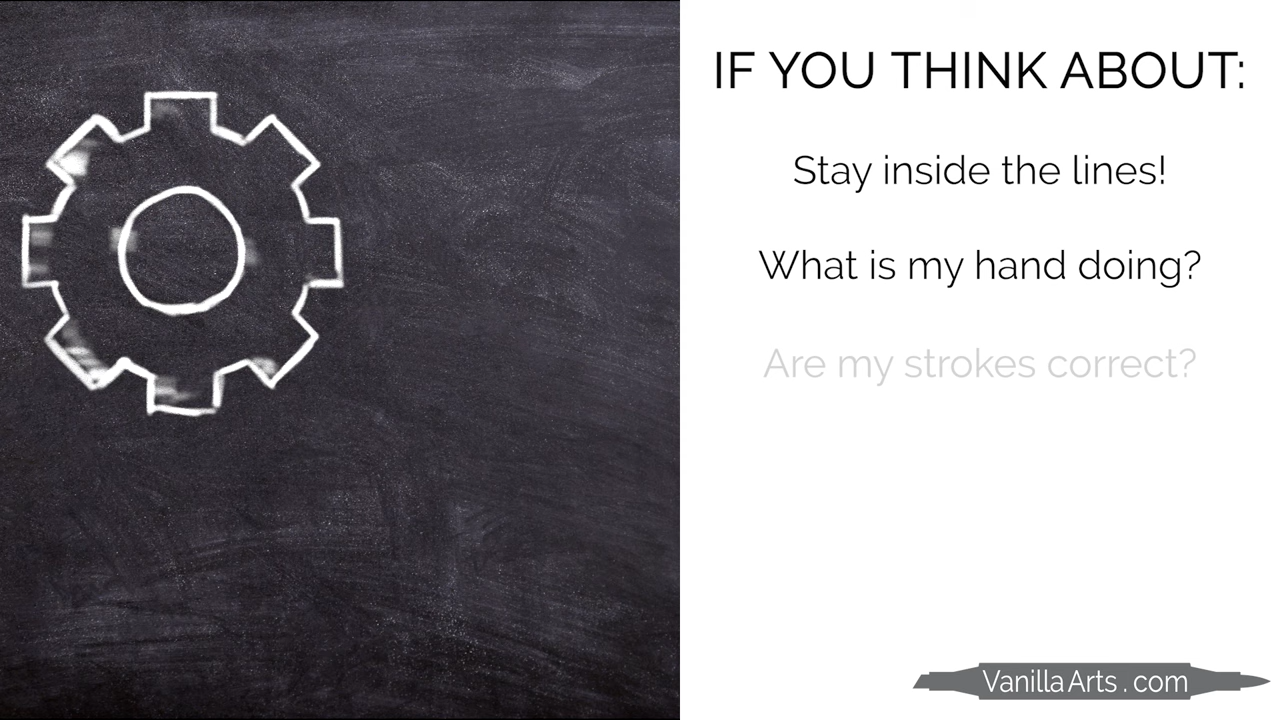 IF YOU THINK ABOUT:
Stay inside the lines!
What is my hand doing?
Are my strokes correct?
VanillaArts.com